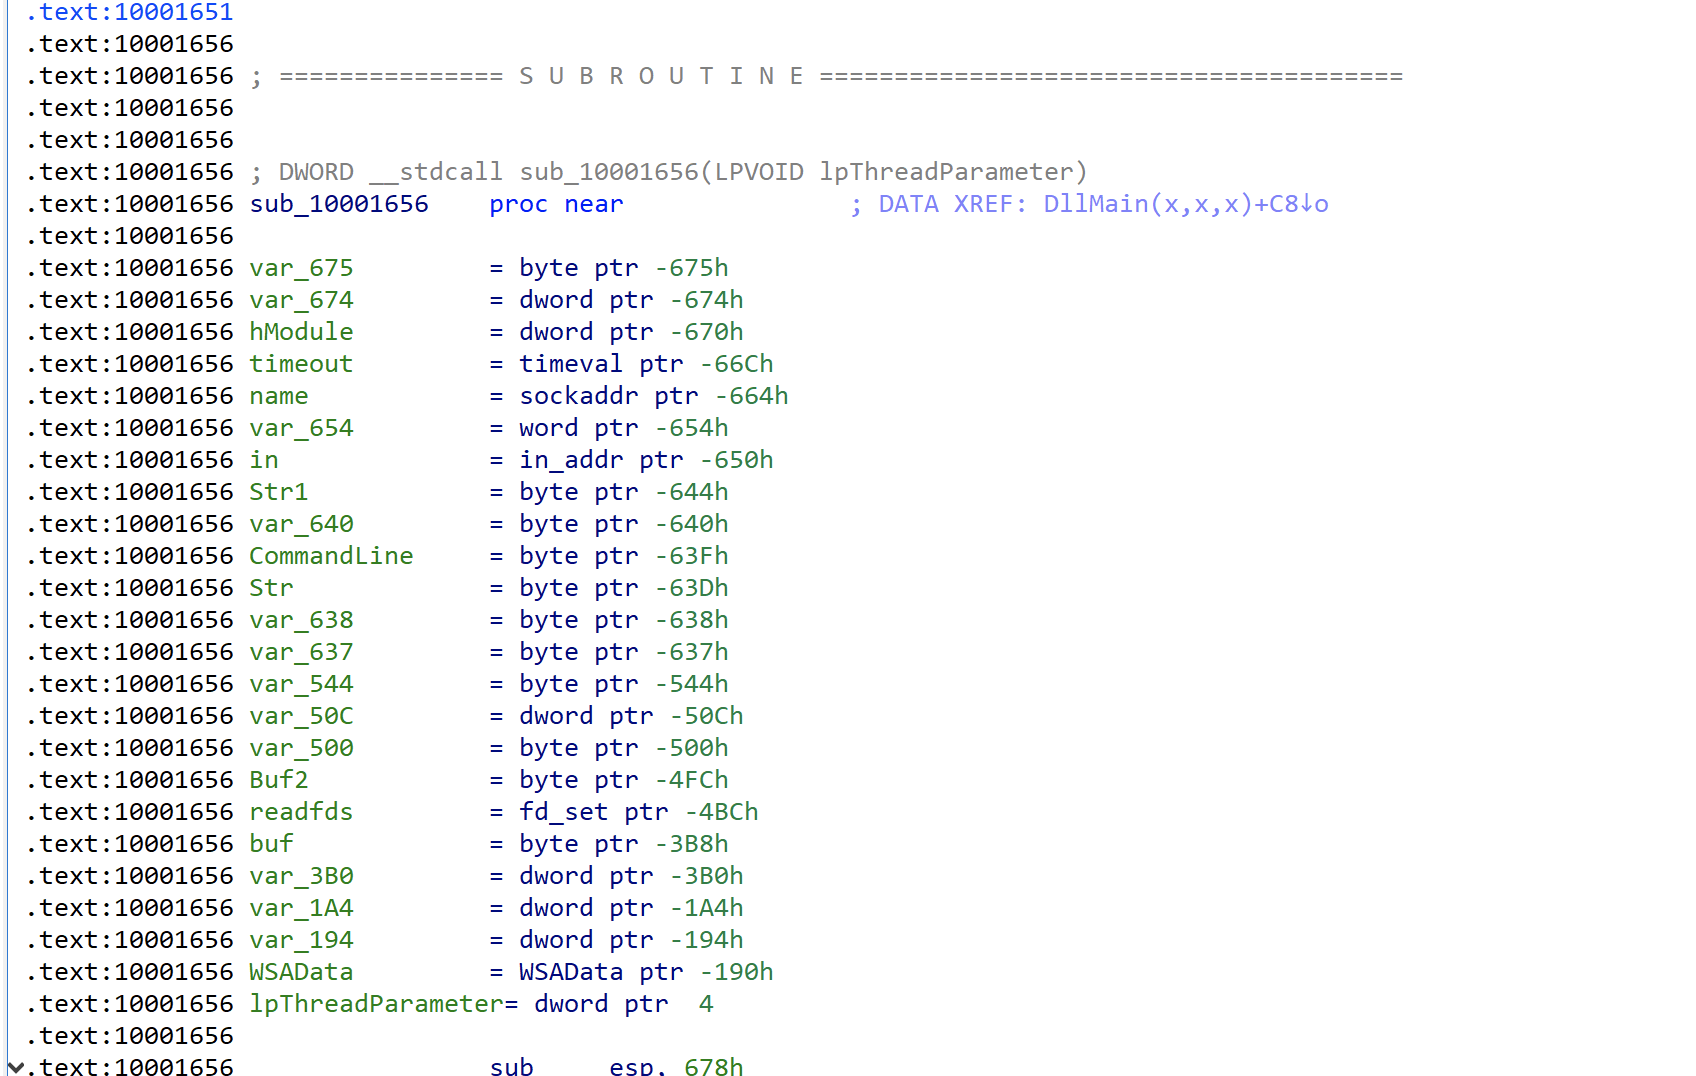 .text:10001651
.text:10001656
.text:10001656 ; =============== S U B R O U T I N E =======================================
.text:10001656
.text:10001656
.text:10001656 ; DWORD __stdcall sub_10001656(LPVOID lpThreadParameter)
.text:10001656 sub_10001656    proc near               ; DATA XREF: DllMain(x,x,x)+C8↓o
.text:10001656
.text:10001656 var_675         = byte ptr -675h
.text:10001656 var_674         = dword ptr -674h
.text:10001656 hModule         = dword ptr -670h
.text:10001656 timeout         = timeval ptr -66Ch
.text:10001656 name            = sockaddr ptr -664h
.text:10001656 var_654         = word ptr -654h
.text:10001656 in              = in_addr ptr -650h
.text:10001656 Str1            = byte ptr -644h
.text:10001656 var_640         = byte ptr -640h
.text:10001656 CommandLine     = byte ptr -63Fh
.text:10001656 Str             = byte ptr -63Dh
.text:10001656 var_638         = byte ptr -638h
.text:10001656 var_637         = byte ptr -637h
.text:10001656 var_544         = byte ptr -544h
.text:10001656 var_50C         = dword ptr -50Ch
.text:10001656 var_500         = byte ptr -500h
.text:10001656 Buf2            = byte ptr -4FCh
.text:10001656 readfds         = fd_set ptr -4BCh
.text:10001656 buf             = byte ptr -3B8h
.text:10001656 var_3B0         = dword ptr -3B0h
.text:10001656 var_1A4         = dword ptr -1A4h
.text:10001656 var_194         = dword ptr -194h
.text:10001656 WSAData         = WSAData ptr -190h
.text:10001656 lpThreadParameter= dword ptr  4
.text:10001656
.text:10001656                 sub     esp, 678h